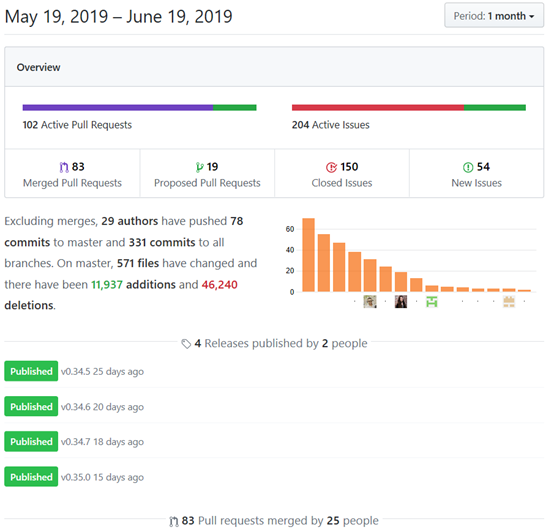 May 19, 2019 – June 19, 2019
Period: 1 month
Overview
102 Active Pull Requests
204 Active Issues
83
Merged Pull Requests
19
Proposed Pull Requests
150
Closed Issues
54
New Issues
Excluding merges, 29 authors have pushed 78
commits to master and 331 commits to all
branches. On master, 571 files have changed and
there have been 11,937 additions and 46,240
deletions.
60
40
20
0
4 Releases published by 2 people
Published v0.34.5 25 days ago
Published v0.34.6 20 days ago
Published v0.34.7 18 days ago
Published v0.35.0 15 days ago
83 Pull requests merged by 25 people